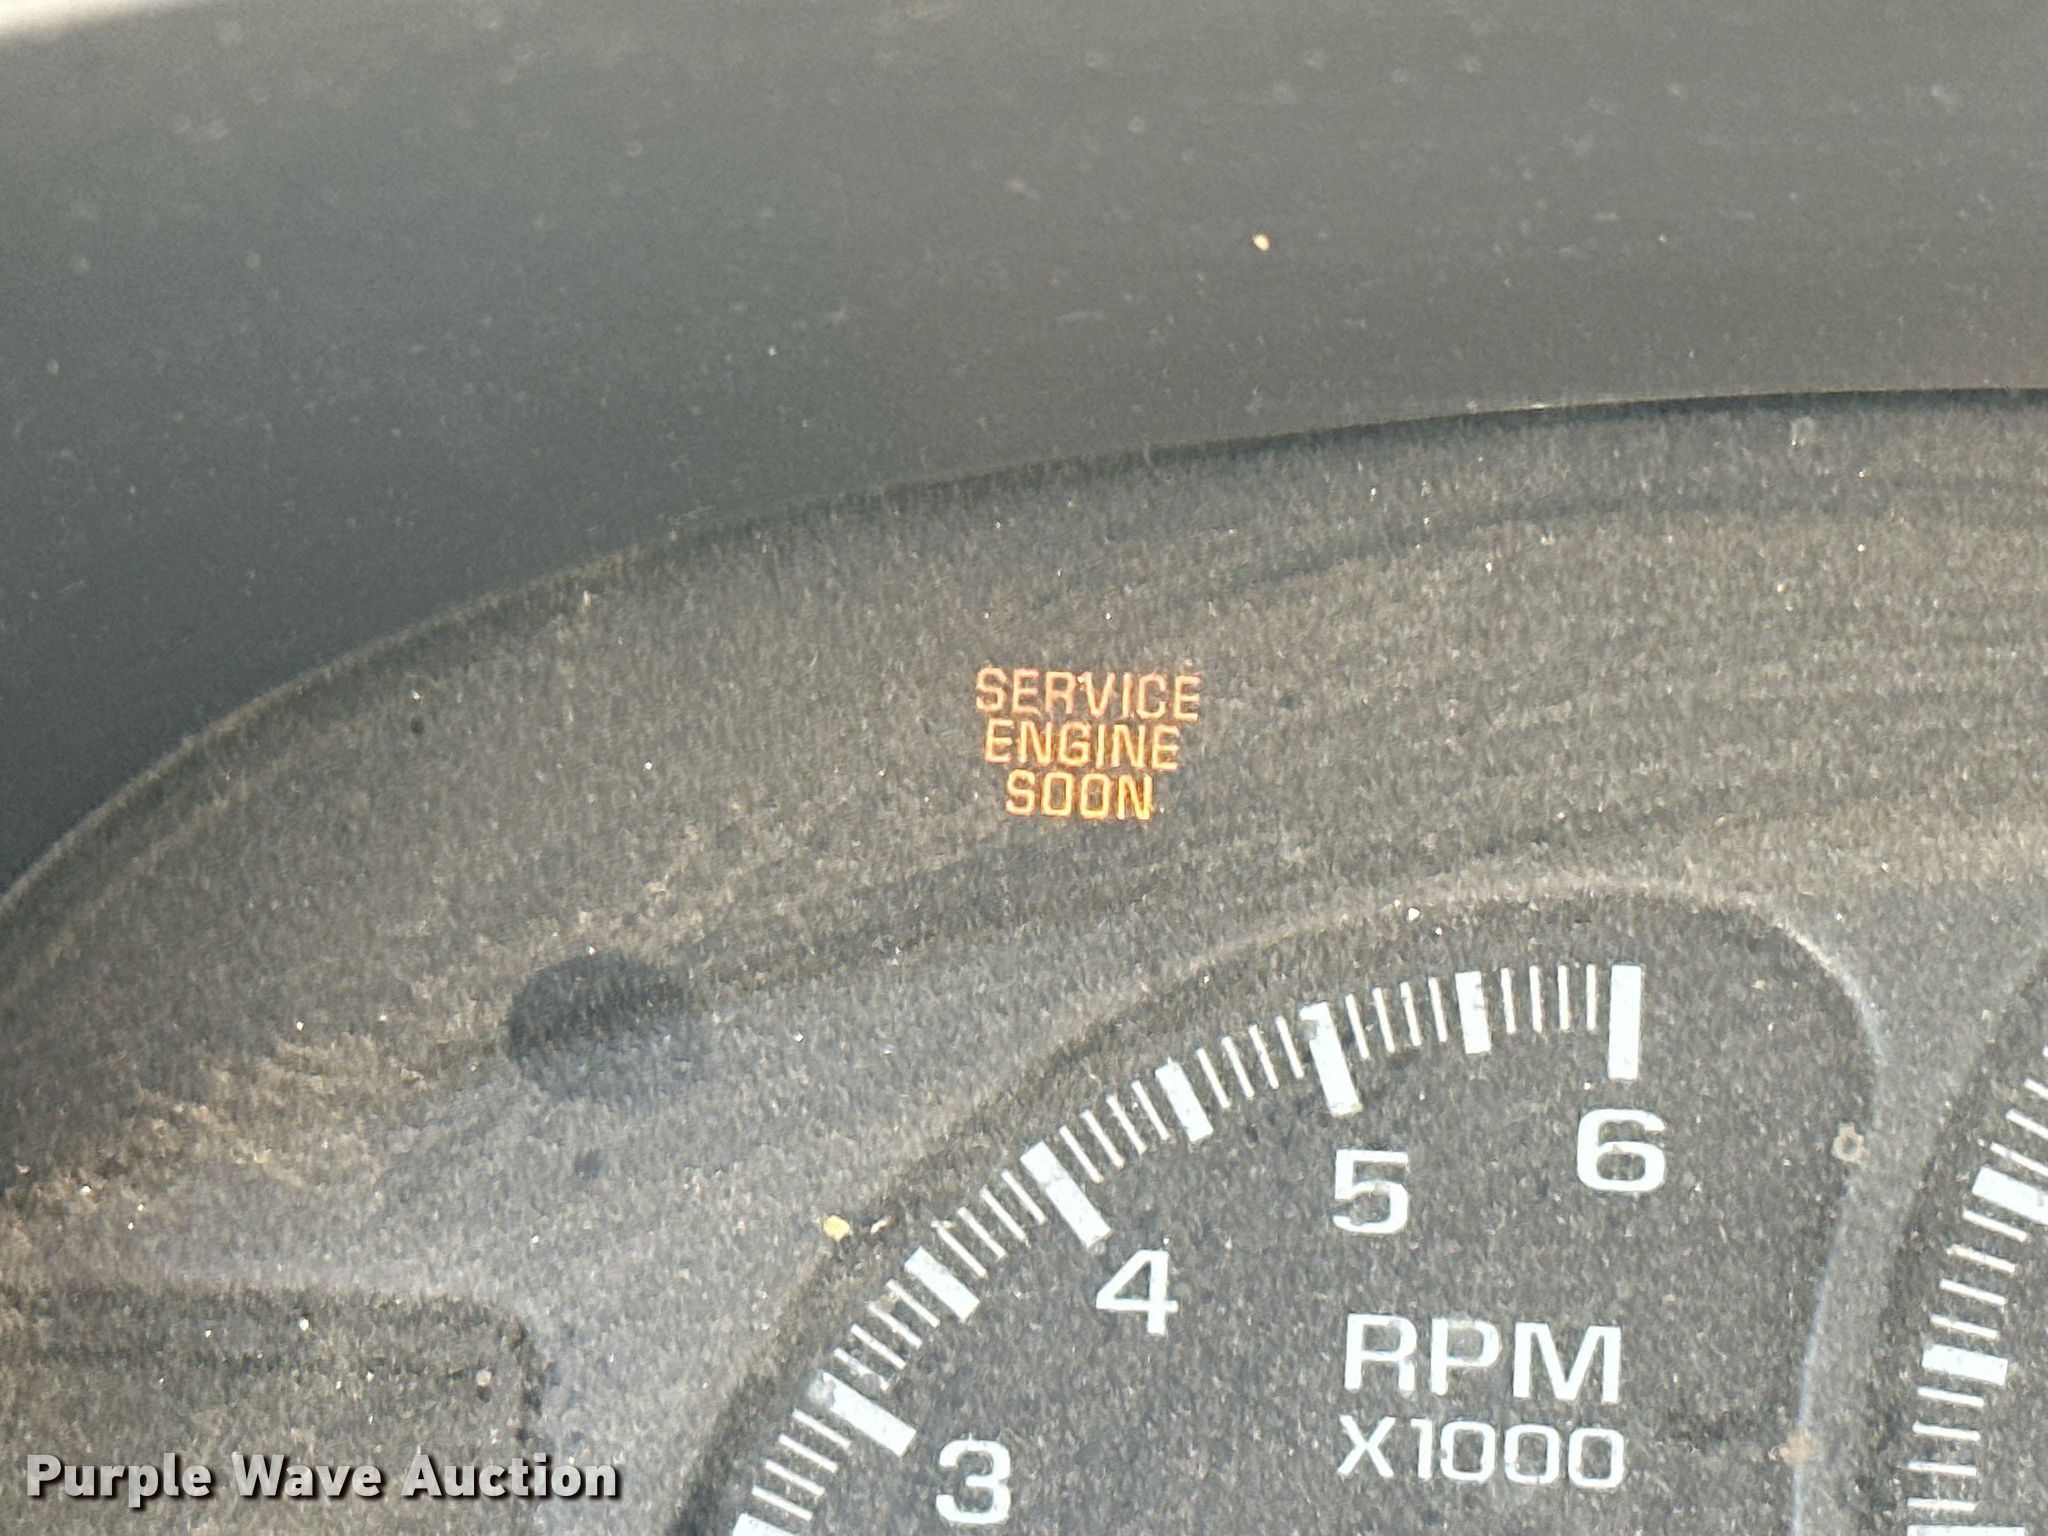 SERVICE
ENGINE
SOON
6
5
4
RPM
X1000
3
Purple Wave Auction